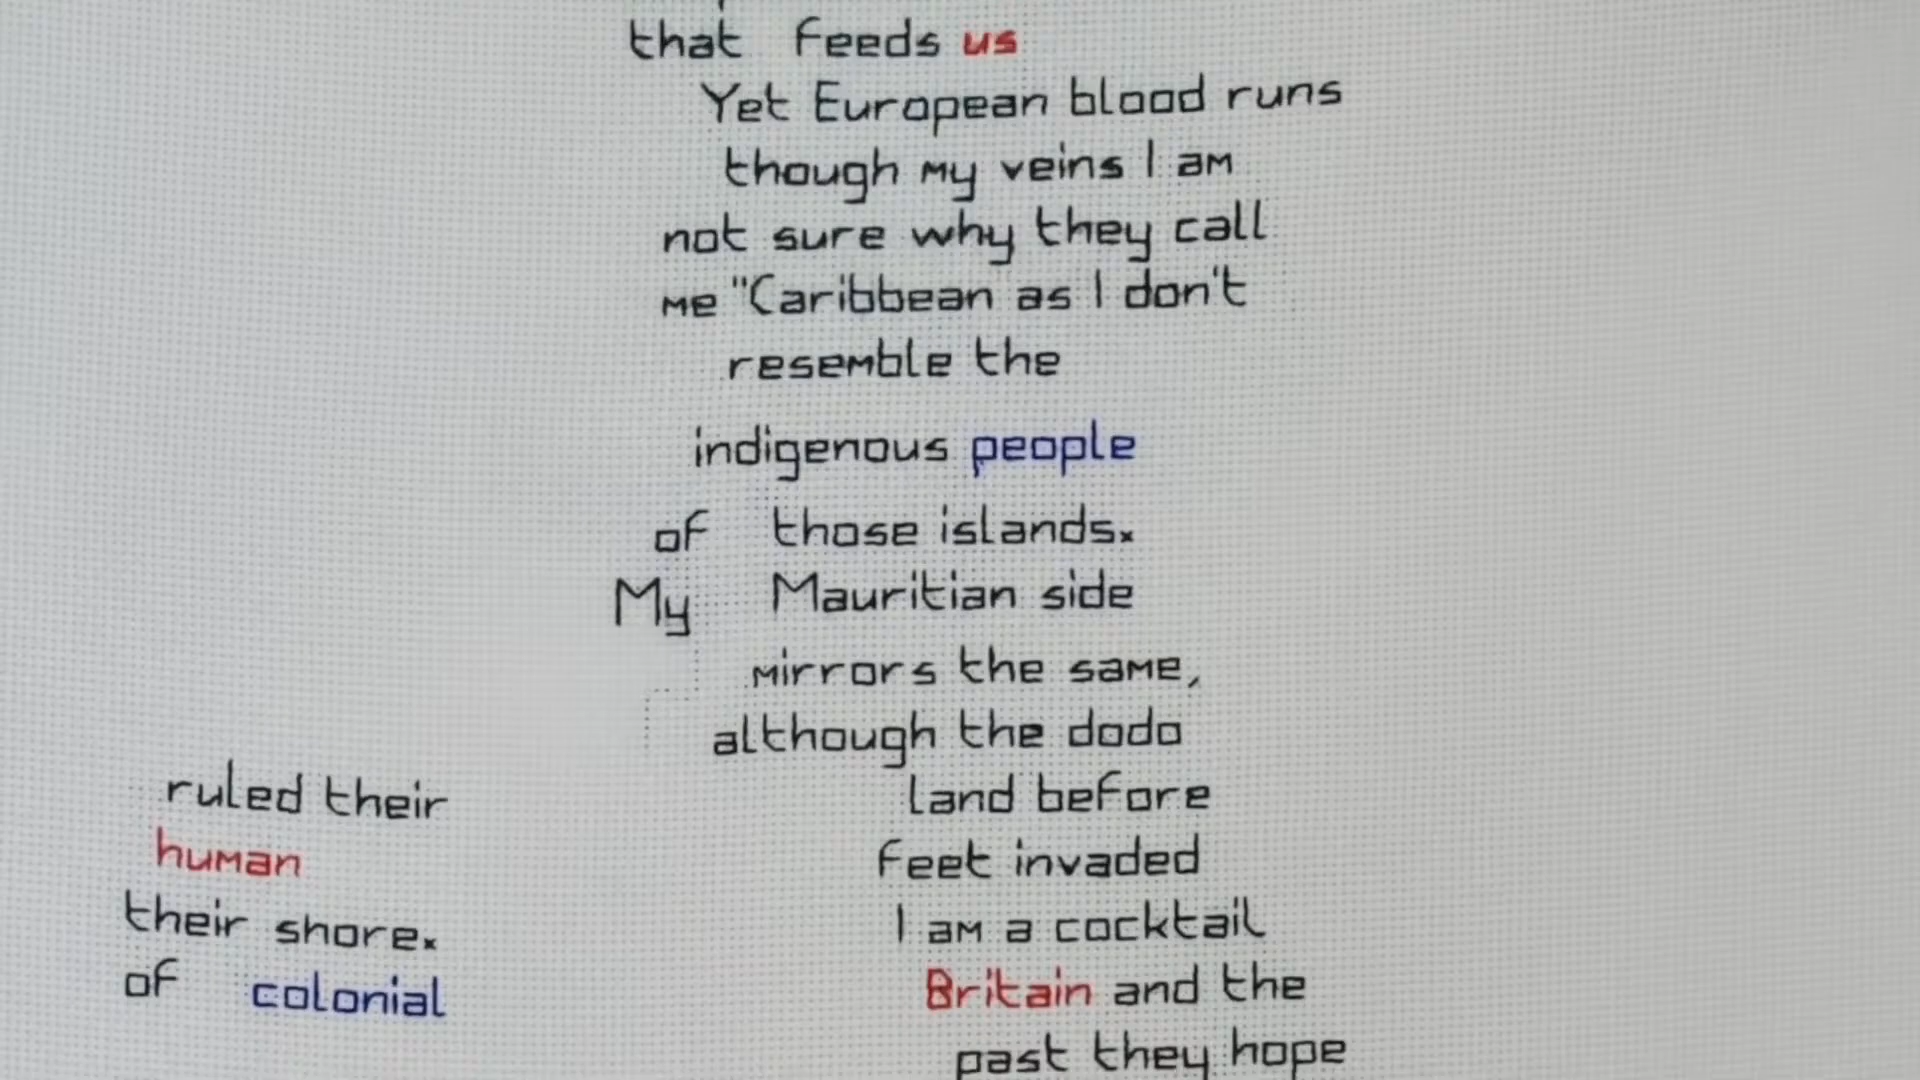 that feeds us
Yet European blood runs
though my veins I am
not sure why they call
me "Caribbean as I don't
resemble the
indigenous people
of those islands.
My Mauritian side
mirrors the same,
although the dodo
ruled their land before
human feet invaded
their shore. I am a cocktail
of colonial Britain and the
past they hope